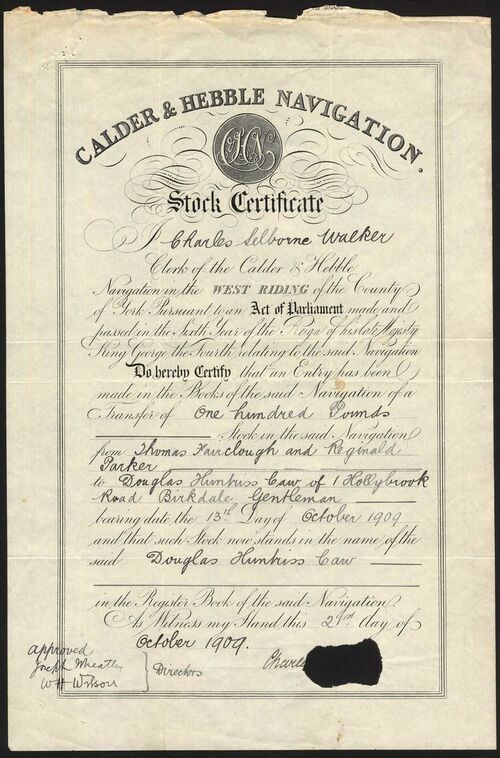 CALDER & HEBBLE NAVIGATION.
CHN
Stock Certificate
I Charles Selborne Walker
Clerk of the Calder & Hebble
Navigation in the WEST RIDING of the County
of York Pursuant to an Act of Parliament made and
passed in the Sixth Year of the Reign of his late Majesty
King George the Fourth relating to the said Navigation
Do hereby Certify that an Entry has been
made in the Books of the said Navigation of a
Transfer of One hundred Pounds
Stock in the said Navigation
from Thomas Fairclough and Reginald
Parker
to Douglas Huntriss Caw of 1 Hollybrook
Road Birkdale Gentleman
bearing date the 13th Day of October 1909
and that such Stock now stands in the name of the
said Douglas Huntriss Caw
in the Register Book of the said Navigation.
As Witness my Hand this 21st day of
October 1909.
approved
Joseph Wheatley
WH Wilson
Directors
Charles